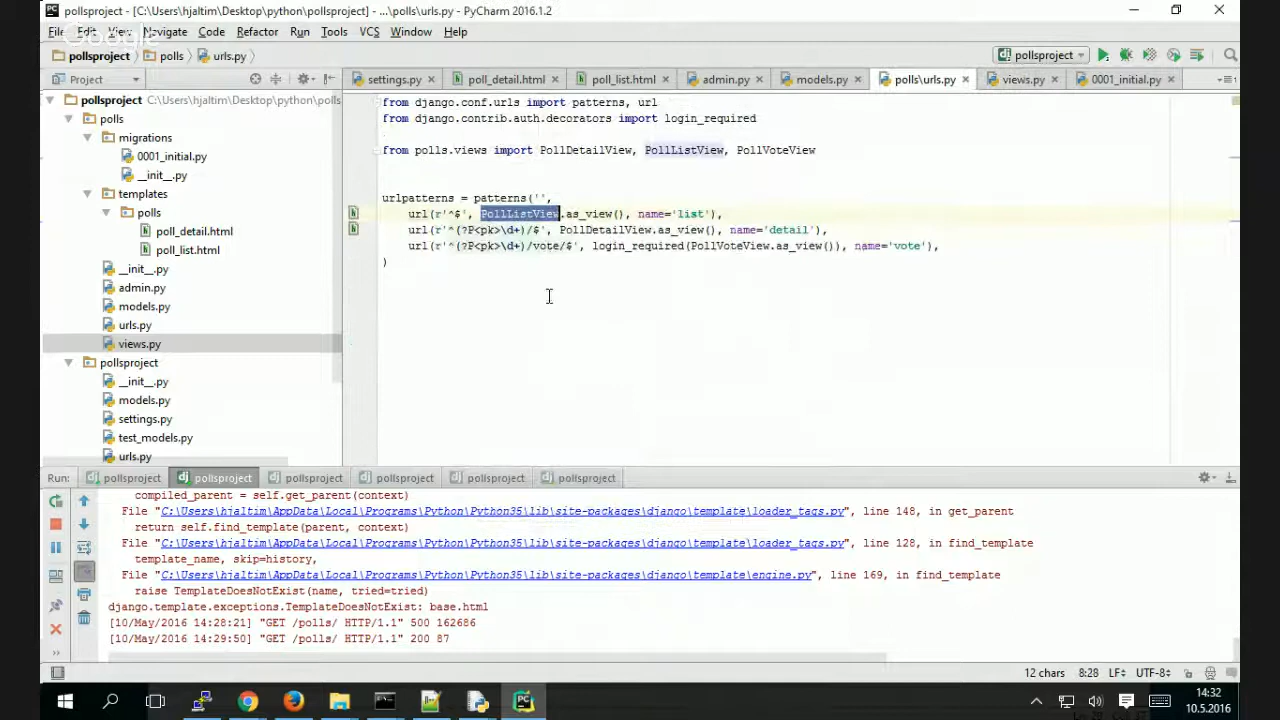 pollsproject - [C:\Users\hjaltim\Desktop\python\pollsproject] - ...\polls\urls.py - PyCharm 2016.1.2
File Edit View Navigate Code Refactor Run Tools VCS Window Help
Google
pollsproject polls urls.py pollsproject
Project settings.py poll_detail.html poll_list.html admin.py models.py polls\urls.py views.py 0001_initial.py
pollsproject C:\Users\hjaltim\Desktop\python\polls
polls
migrations
0001_initial.py
__init__.py
templates
polls
poll_detail.html
poll_list.html
__init__.py
admin.py
models.py
urls.py
views.py
pollsproject
__init__.py
models.py
settings.py
test_models.py
urls.py
from django.conf.urls import patterns, url
from django.contrib.auth.decorators import login_required
from polls.views import PollDetailView, PollListView, PollVoteView
urlpatterns = patterns('',
url(r'^$', PollListView.as_view(), name='list'),
url(r'^(?P<pk>\d+)/$', PollDetailView.as_view(), name='detail'),
url(r'^(?P<pk>\d+)/vote/$', login_required(PollVoteView.as_view()), name='vote'),
)
Run: pollsproject pollsproject pollsproject pollsproject pollsproject pollsproject
compiled_parent = self.get_parent(context)
File "C:\Users\hjaltim\AppData\Local\Programs\Python\Python35\lib\site-packages\django\template\loader_tags.py", line 148, in get_parent
return self.find_template(parent, context)
File "C:\Users\hjaltim\AppData\Local\Programs\Python\Python35\lib\site-packages\django\template\loader_tags.py", line 128, in find_template
template_name, skip=history,
File "C:\Users\hjaltim\AppData\Local\Programs\Python\Python35\lib\site-packages\django\template\engine.py", line 169, in find_template
raise TemplateDoesNotExist(name, tried=tried)
django.template.exceptions.TemplateDoesNotExist: base.html
[10/May/2016 14:28:21] "GET /polls/ HTTP/1.1" 500 162686
[10/May/2016 14:29:50] "GET /polls/ HTTP/1.1" 200 87
12 chars 8:28 LF UTF-8
14:32
10.5.2016